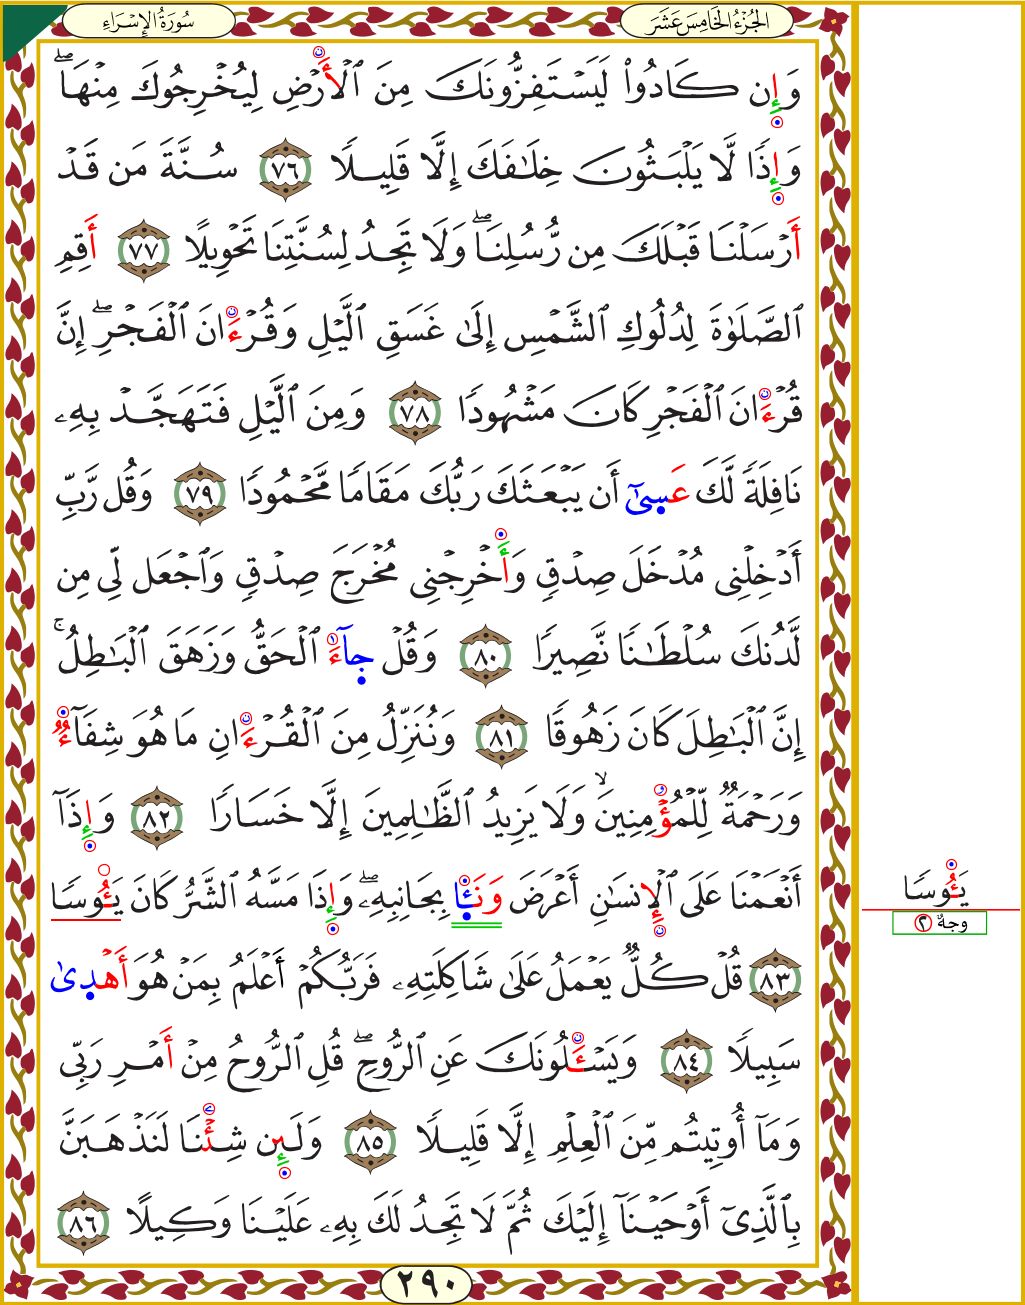 الجُزْءُ الخَامِسَ عَشَرَ
سُورَةُ الإِسْرَاءِ
وَإِن كَادُوا۟ لَيَسْتَفِزُّونَكَ مِنَ ٱلْأَرْضِ لِيُخْرِجُوكَ مِنْهَا ۖ
وَإِذًا لَّا يَلْبَثُونَ خِلَـٰفَكَ إِلَّا قَلِيلًا ٧٦ سُنَّةَ مَن قَدْ
أَرْسَلْنَا قَبْلَكَ مِن رُّسُلِنَا ۖ وَلَا تَجِدُ لِسُنَّتِنَا تَحْوِيلًا ٧٧ أَقِمِ
ٱلصَّلَوٰةَ لِدُلُوكِ ٱلشَّمْسِ إِلَىٰ غَسَقِ ٱلَّيْلِ وَقُرْءَانَ ٱلْفَجْرِ ۖ إِنَّ
قُرْءَانَ ٱلْفَجْرِ كَانَ مَشْهُودًا ٧٨ وَمِنَ ٱلَّيْلِ فَتَهَجَّدْ بِهِۦ
نَافِلَةً لَّكَ عَسىٰٓ أَن يَبْعَثَكَ رَبُّكَ مَقَامًا مَّحْمُودًا ٧٩ وَقُل رَّبِّ
أَدْخِلْنِى مُدْخَلَ صِدْقٍ وَأَخْرِجْنِى مُخْرَجَ صِدْقٍ وَٱجْعَل لِّى مِن
لَّدُنكَ سُلْطَـٰنًا نَّصِيرًا ٨٠ وَقُلْ جآءَ ٱلْحَقُّ وَزَهَقَ ٱلْبَـٰطِلُ ۚ
إِنَّ ٱلْبَـٰطِلَ كَانَ زَهُوقًا ٨١ وَنُنَزِّلُ مِنَ ٱلْقُرْءَانِ مَا هُوَ شِفَآءٌ
وَرَحْمَةٌ لِّلْمُؤْمِنِينَ ۙ وَلَا يَزِيدُ ٱلظَّـٰلِمِينَ إِلَّا خَسَارًا ٨٢ وَإِذَآ
أَنْعَمْنَا عَلَى ٱلْإِنسَـٰنِ أَعْرَضَ وَنَـَٔا بِجَانِبِهِۦ ۖ وَإِذَا مَسَّهُ ٱلشَّرُّ كَانَ يَـُٔوسًا
٨٣ قُلْ كُلٌّ يَعْمَلُ عَلَىٰ شَاكِلَتِهِۦ فَرَبُّكُمْ أَعْلَمُ بِمَنْ هُوَ أَهْدىٰ
سَبِيلًا ٨٤ وَيَسْـَٔلُونَكَ عَنِ ٱلرُّوحِ ۖ قُلِ ٱلرُّوحُ مِنْ أَمْرِ رَبِّى
وَمَآ أُوتِيتُم مِّنَ ٱلْعِلْمِ إِلَّا قَلِيلًا ٨٥ وَلَئِن شِئْنَا لَنَذْهَبَنَّ
بِٱلَّذِىٓ أَوْحَيْنَآ إِلَيْكَ ثُمَّ لَا تَجِدُ لَكَ بِهِۦ عَلَيْنَا وَكِيلًا ٨٦
٢٩٠
يَـُٔوسًا
وجهٌ ٢